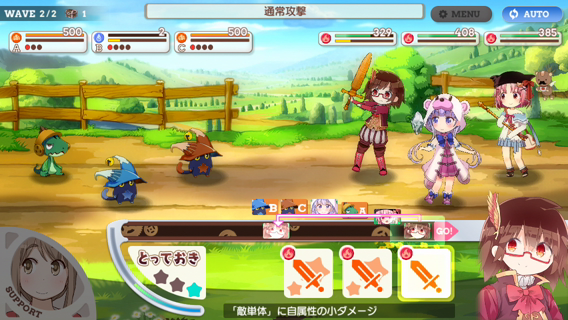 WAVE 2/2 1
通常攻撃
MENU
AUTO
500
A
2
B
500
C
329
408
385
B
C
A
GO!
とっておき
SUPPORT
「敵単体」に自属性の小ダメージ